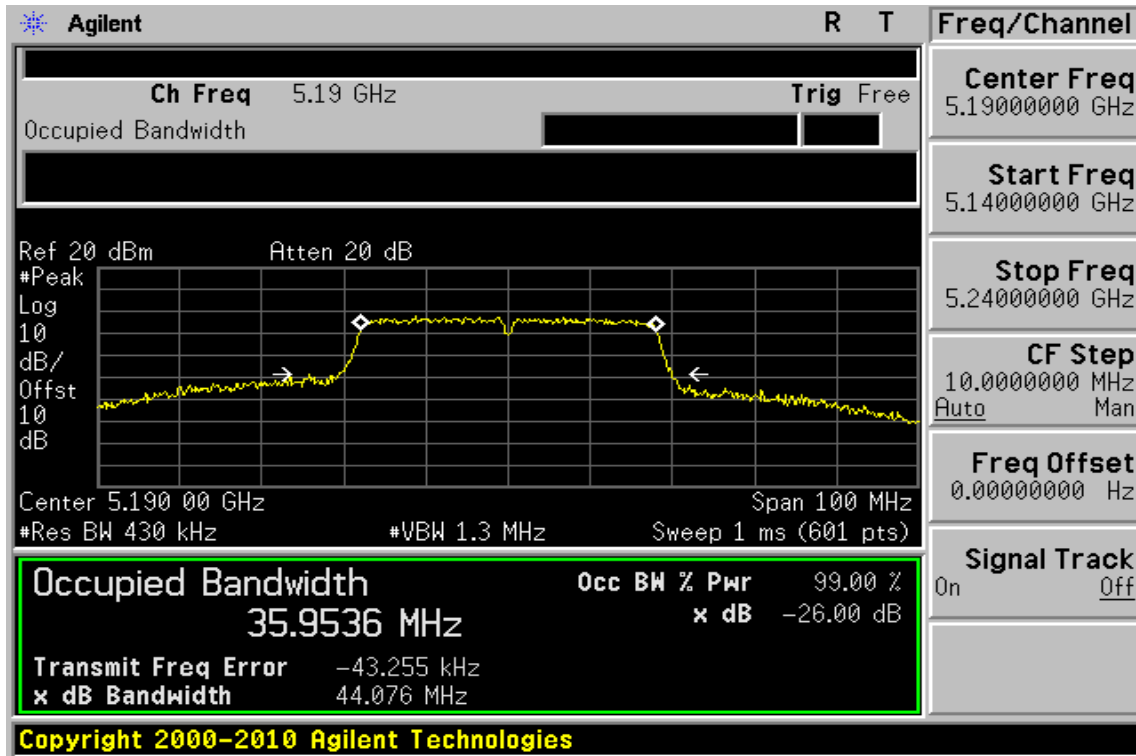 Agilent R T
Ch Freq 5.19 GHz Trig Free
Occupied Bandwidth
Ref 20 dBm Atten 20 dB
#Peak
Log
10
dB/
Offst
10
dB
Center 5.190 00 GHz Span 100 MHz
#Res BW 430 kHz #VBW 1.3 MHz Sweep 1 ms (601 pts)
Occupied Bandwidth
35.9536 MHz
Occ BW % Pwr 99.00 %
x dB -26.00 dB
Transmit Freq Error -43.255 kHz
x dB Bandwidth 44.076 MHz
Copyright 2000-2010 Agilent Technologies
Freq/Channel
Center Freq
5.19000000 GHz
Start Freq
5.14000000 GHz
Stop Freq
5.24000000 GHz
CF Step
10.0000000 MHz
Auto Man
Freq Offset
0.00000000 Hz
Signal Track
On Off